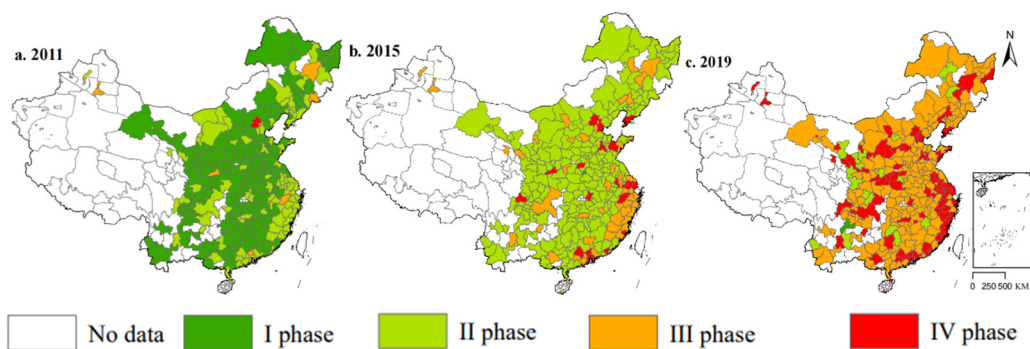 a. 2011
b. 2015
c. 2019
N
0 250 500 KM
No data
I phase
II phase
III phase
IV phase